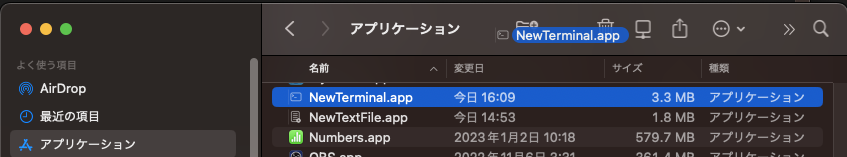 アプリケーション
NewTerminal.app
よく使う項目
AirDrop
最近の項目
アプリケーション
名前 変更日 サイズ 種類
NewTerminal.app 今日 16:09 3.3 MB アプリケーション
NewTextFile.app 今日 14:53 1.8 MB アプリケーション
Numbers.app 2023年1月2日 10:18 579.7 MB アプリケーション